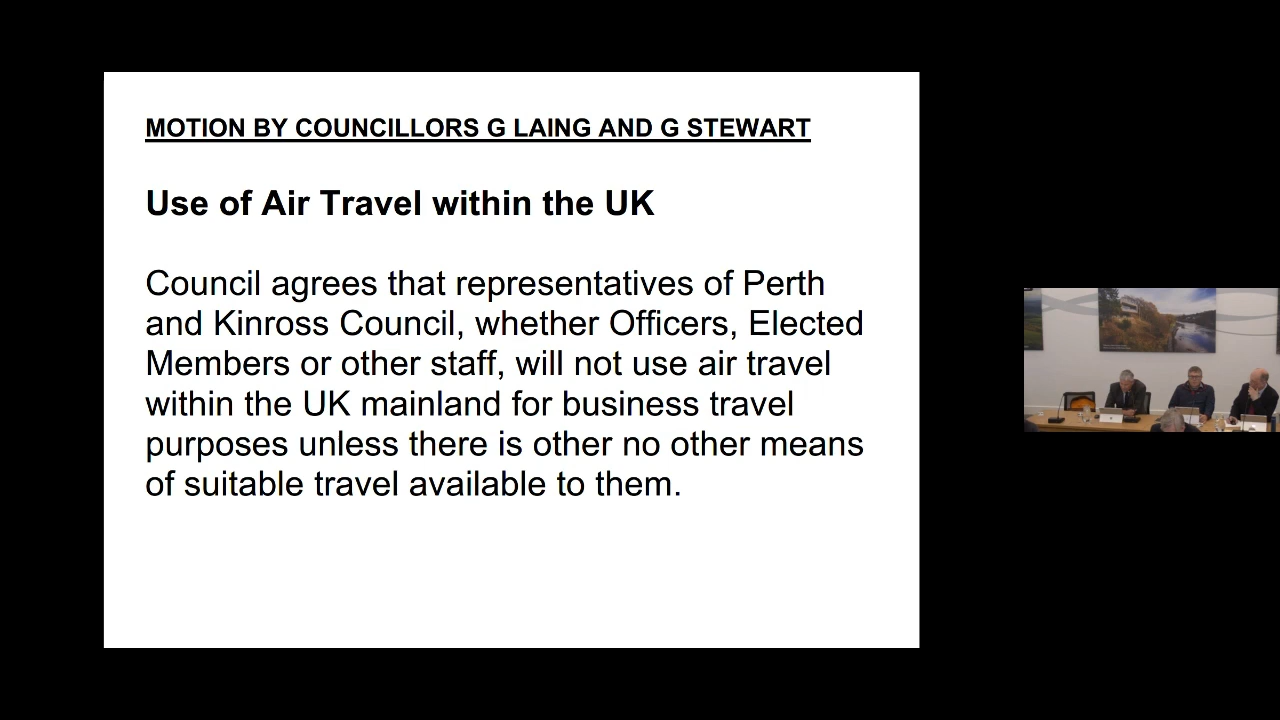 MOTION BY COUNCILLORS G LAING AND G STEWART
Use of Air Travel within the UK
Council agrees that representatives of Perth
and Kinross Council, whether Officers, Elected
Members or other staff, will not use air travel
within the UK mainland for business travel
purposes unless there is other no other means
of suitable travel available to them.